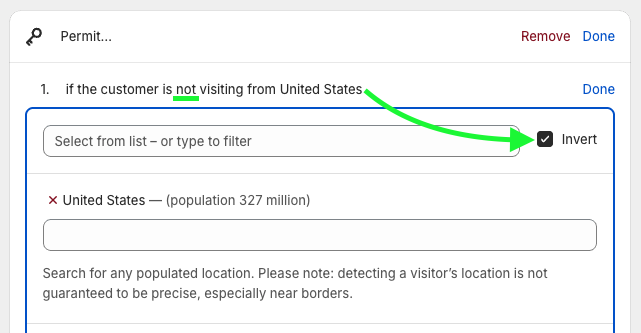 Permit...
Remove Done
1. if the customer is not visiting from United States
Done
Select from list – or type to filter
Invert
× United States — (population 327 million)
Search for any populated location. Please note: detecting a visitor’s location is not
guaranteed to be precise, especially near borders.